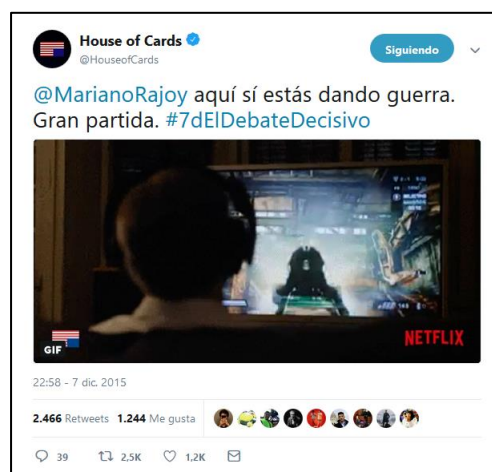 House of Cards
@HouseofCards
Siguiendo
@MarianoRajoy aquí sí estás dando guerra.
Gran partida. #7dElDebateDecisivo
GIF
NETFLIX
22:58 - 7 dic. 2015
2.466 Retweets 1.244 Me gusta
39 2,5K 1,2K